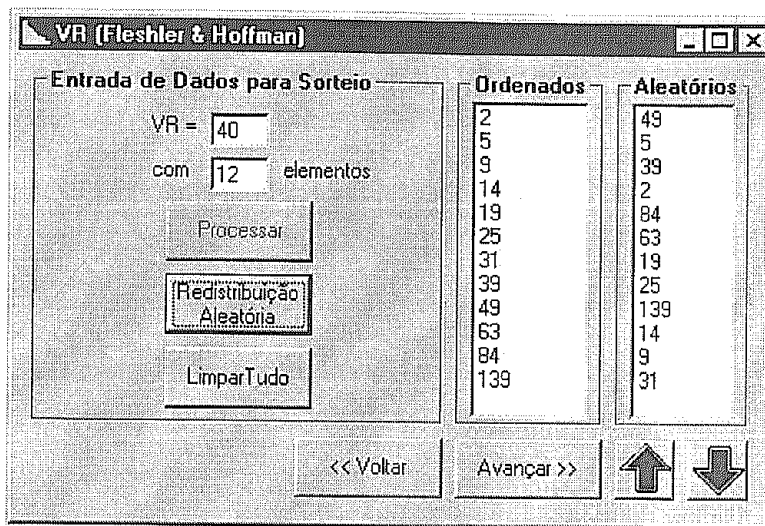 VR (Fleshler & Hoffman)
Entrada de Dados para Sorteio
VR = 40
com 12 elementos
Processar
Redistribuição
Aleatória
LimparTudo
Ordenados
2
5
9
14
19
25
31
39
49
63
84
139
Aleatórios
49
5
39
2
84
63
19
25
139
14
9
31
<< Voltar
Avançar >>